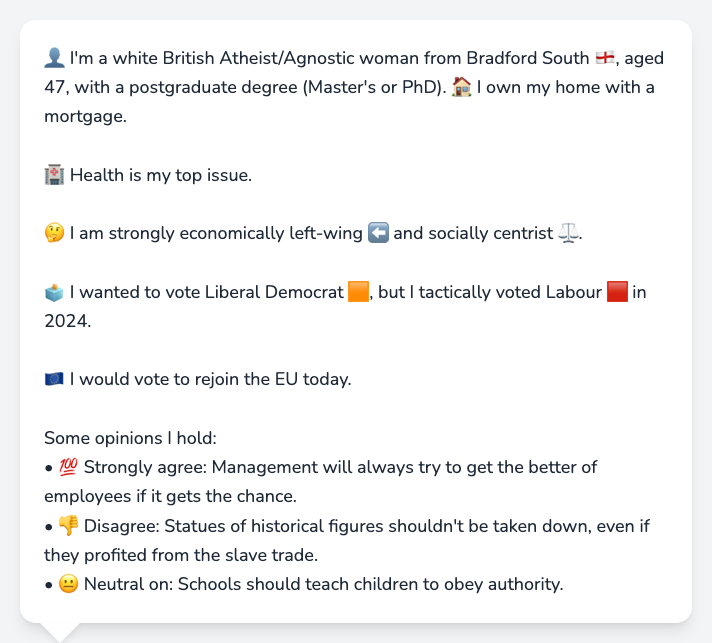 👤 I'm a white British Atheist/Agnostic woman from Bradford South 🏴󠁧󠁢󠁥󠁮󠁧󠁿, aged
47, with a postgraduate degree (Master's or PhD). 🏠 I own my home with a
mortgage.
🏥 Health is my top issue.
🤔 I am strongly economically left-wing ⬅️ and socially centrist ⚖️.
🗳️ I wanted to vote Liberal Democrat 🟧, but I tactically voted Labour 🟥 in
2024.
🇪🇺 I would vote to rejoin the EU today.
Some opinions I hold:
• 💯 Strongly agree: Management will always try to get the better of
employees if it gets the chance.
• 👎 Disagree: Statues of historical figures shouldn't be taken down, even if
they profited from the slave trade.
• 😐 Neutral on: Schools should teach children to obey authority.